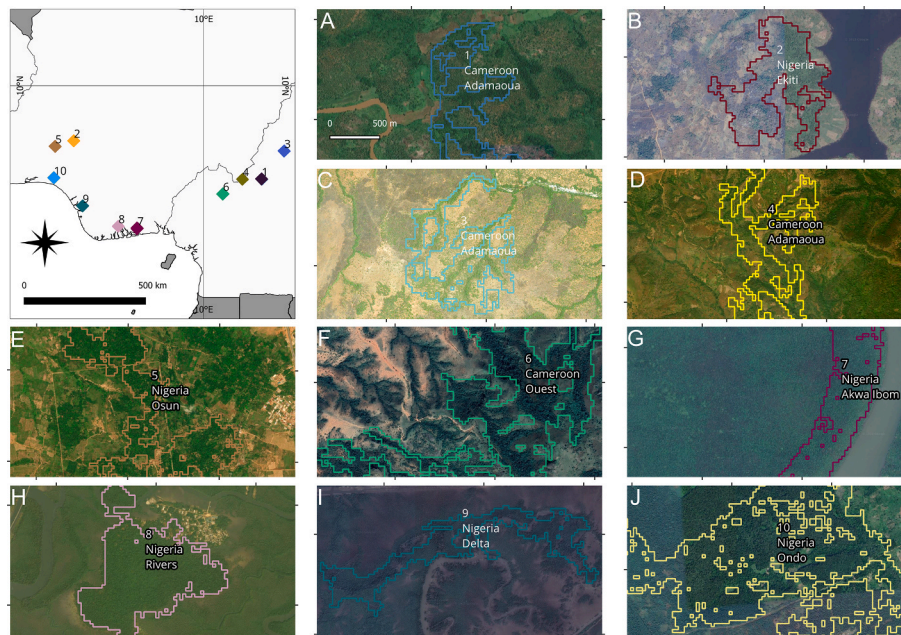 10°E
10°N
10°N
5
2
3
10
4
1
6
9
8
7
0
500 km
10°E
A
1
Cameroon
Adamaoua
0
500 m
B
2
Nigeria
Ekiti
C
3
Cameroon
Adamaoua
D
4
Cameroon
Adamaoua
E
5
Nigeria
Osun
F
6
Cameroon
Ouest
G
7
Nigeria
Akwa Ibom
H
8
Nigeria
Rivers
I
9
Nigeria
Delta
J
10
Nigeria
Ondo